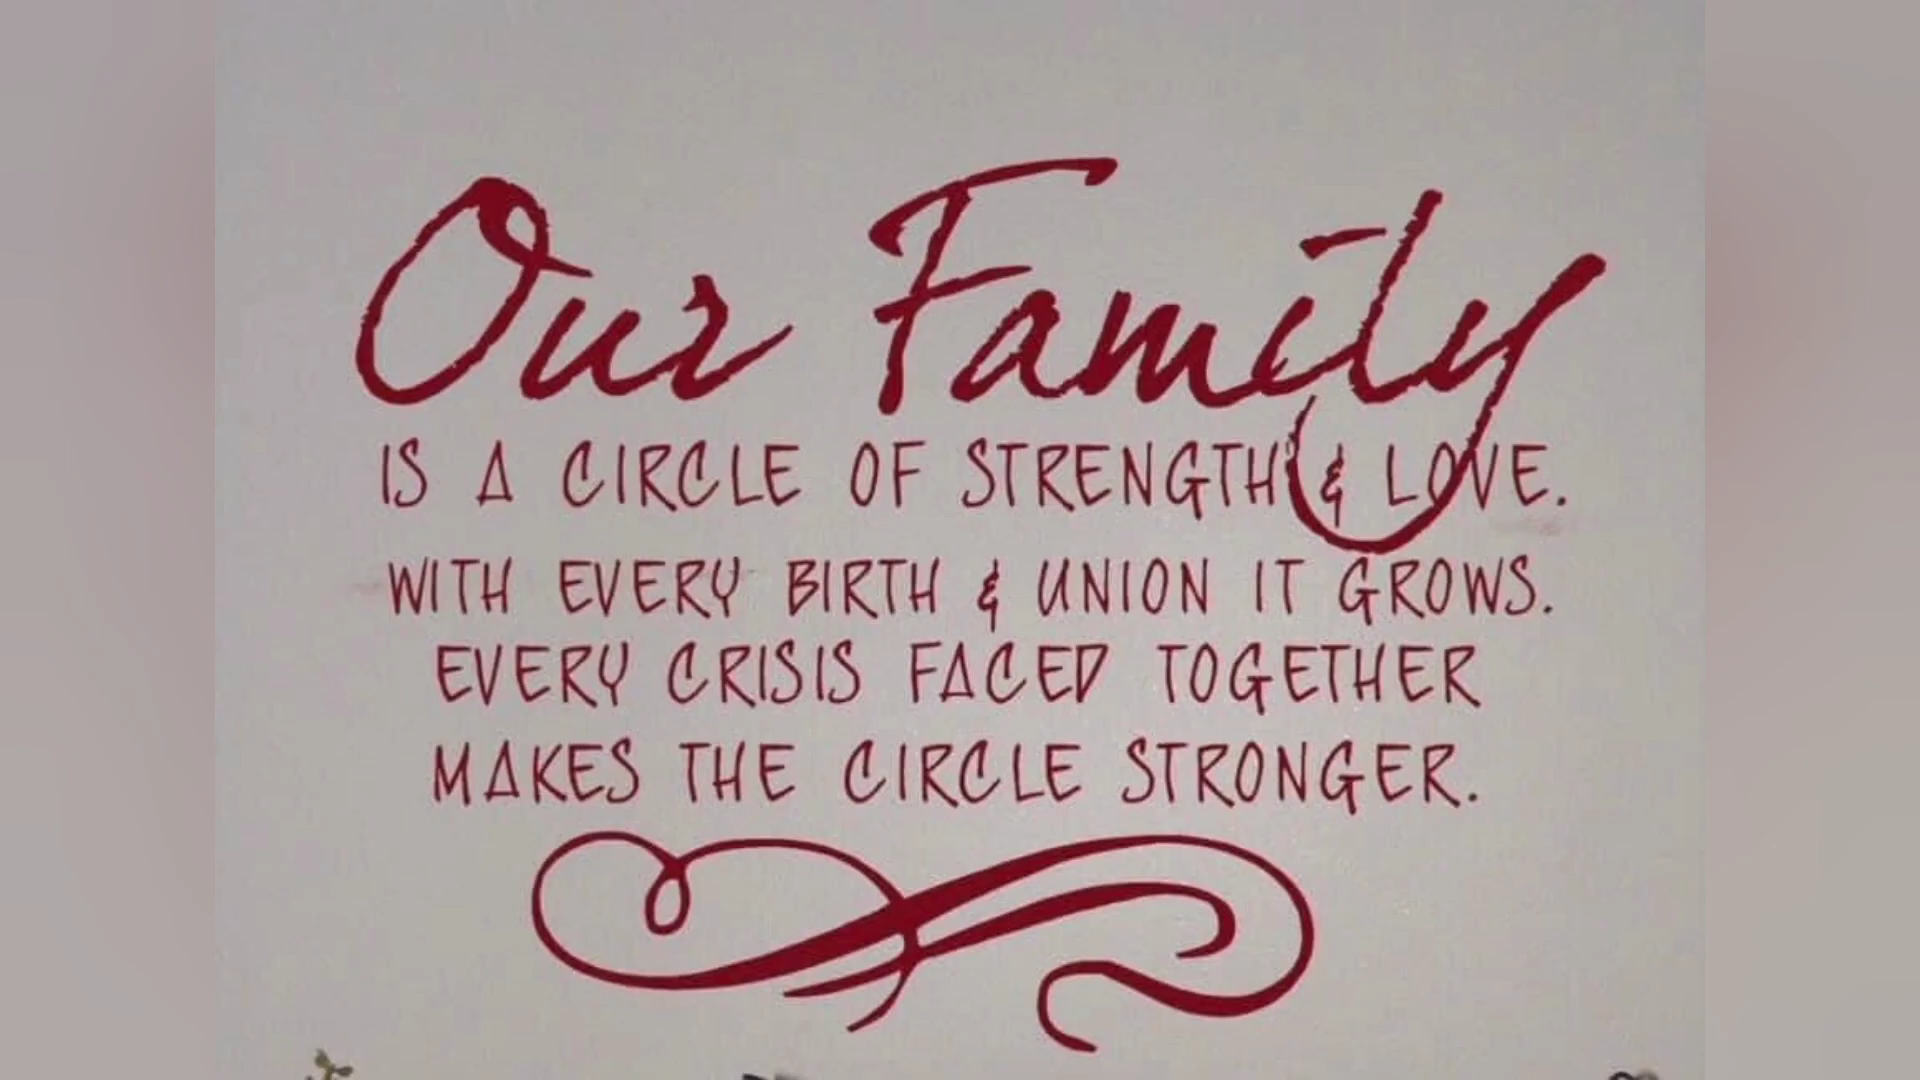 Our Family
IS A CIRCLE OF STRENGTH & LOVE.
WITH EVERY BIRTH & UNION IT GROWS.
EVERY CRISIS FACED TOGETHER
MAKES THE CIRCLE STRONGER.